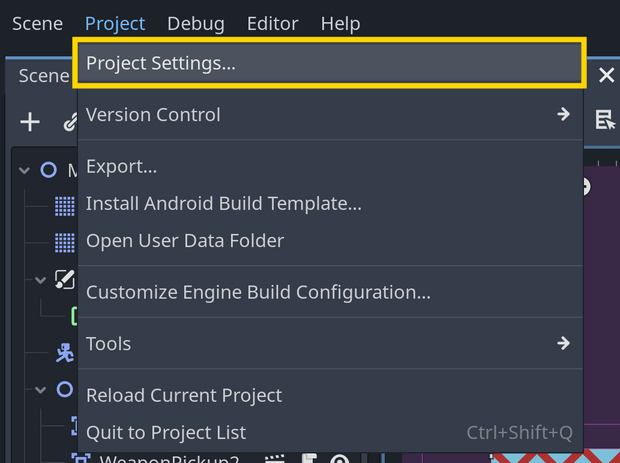 Scene Project Debug Editor Help
Project Settings...
Scene
Version Control
Export...
Install Android Build Template...
Open User Data Folder
Customize Engine Build Configuration...
Tools
Reload Current Project
Quit to Project List Ctrl+Shift+Q
WeaponPickup2